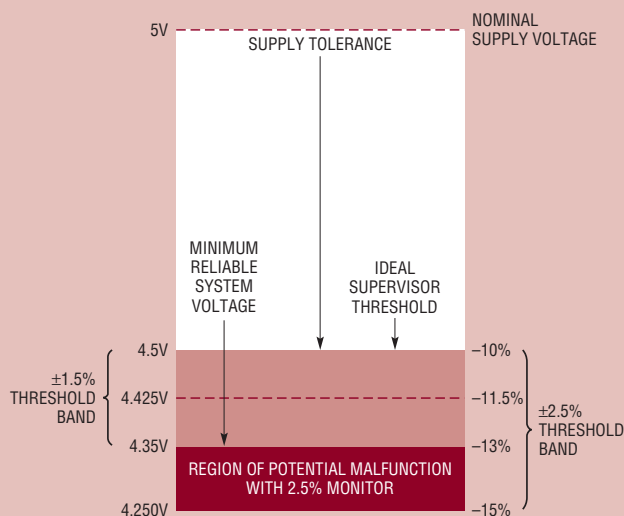 5V
NOMINAL
SUPPLY VOLTAGE
SUPPLY TOLERANCE
MINIMUM
RELIABLE
SYSTEM
VOLTAGE
IDEAL
SUPERVISOR
THRESHOLD
4.5V
–10%
±1.5%
THRESHOLD
BAND
4.425V
–11.5%
±2.5%
THRESHOLD
BAND
4.35V
–13%
REGION OF POTENTIAL MALFUNCTION
WITH 2.5% MONITOR
4.250V
–15%